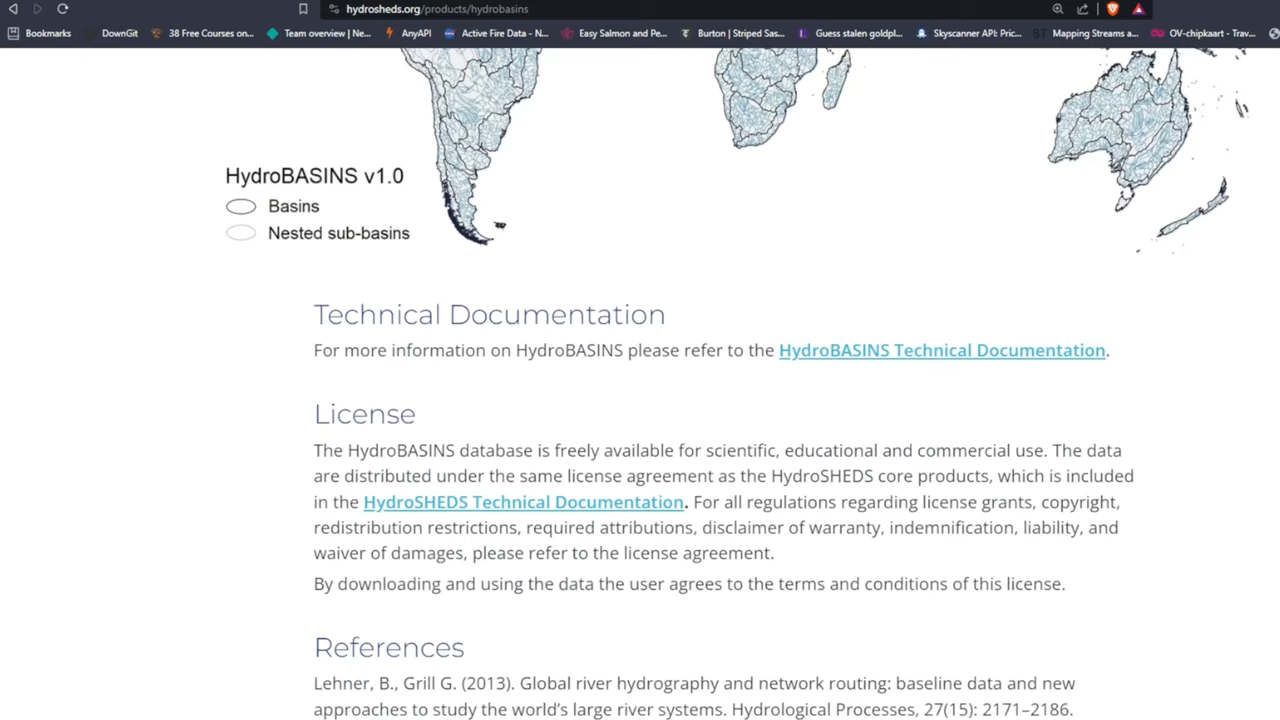 hydrosheds.org/products/hydrobasins
Bookmarks
DownGit
38 Free Courses on...
Team overview | Ne...
AnyAPI
Active Fire Data - N...
Easy Salmon and Pe...
Burton | Striped Sas...
Guess stalen goldpl...
Skyscanner API: Pric...
BT
Mapping Streams a...
OV-chipkaart - Trav...
HydroBASINS v1.0
Basins
Nested sub-basins
Technical Documentation
For more information on HydroBASINS please refer to the HydroBASINS Technical Documentation.
License
The HydroBASINS database is freely available for scientific, educational and commercial use. The data
are distributed under the same license agreement as the HydroSHEDS core products, which is included
in the HydroSHEDS Technical Documentation. For all regulations regarding license grants, copyright,
redistribution restrictions, required attributions, disclaimer of warranty, indemnification, liability, and
waiver of damages, please refer to the license agreement.
By downloading and using the data the user agrees to the terms and conditions of this license.
References
Lehner, B., Grill G. (2013). Global river hydrography and network routing: baseline data and new
approaches to study the world's large river systems. Hydrological Processes, 27(15): 2171–2186.